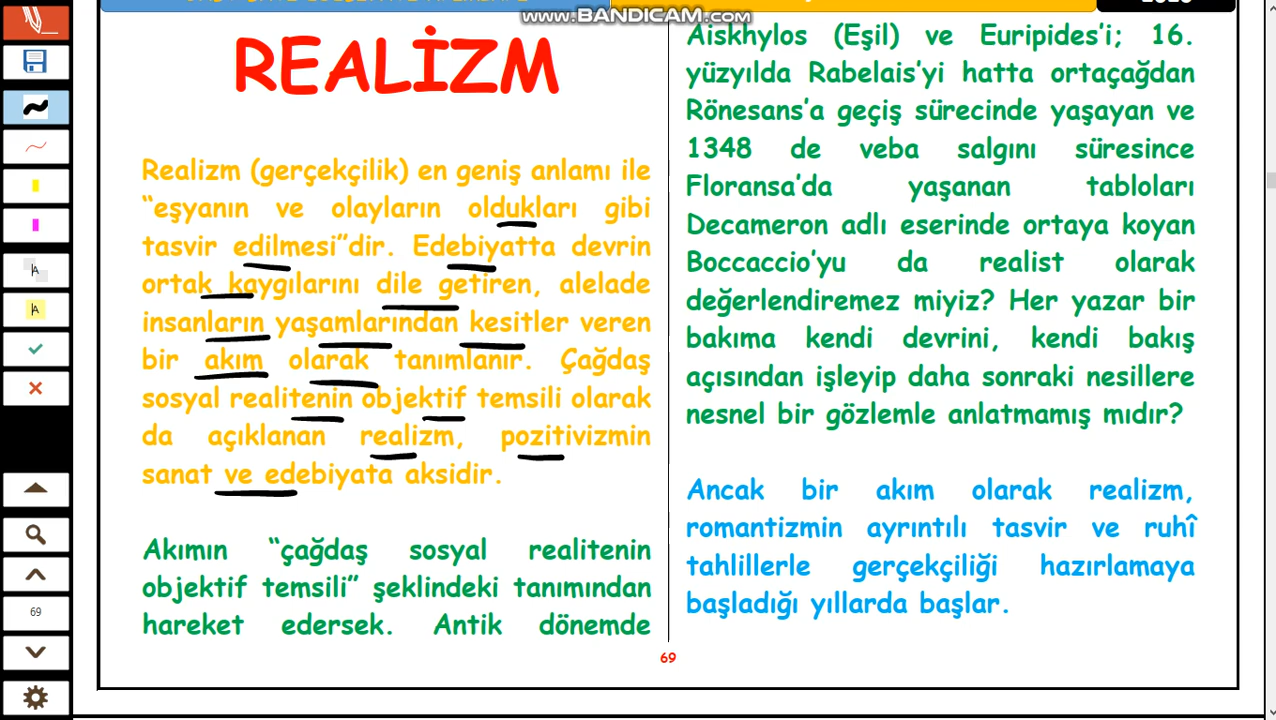 www.BANDICAM.com
REALİZM
Realizm (gerçekçilik) en geniş anlamı ile
“eşyanın ve olayların oldukları gibi
tasvir edilmesi”dir. Edebiyatta devrin
ortak kaygılarını dile getiren, alelade
insanların yaşamlarından kesitler veren
bir akım olarak tanımlanır. Çağdaş
sosyal realitenin objektif temsili olarak
da açıklanan realizm, pozitivizmin
sanat ve edebiyata aksidir.
Akımın “çağdaş sosyal realitenin
objektif temsili” şeklindeki tanımından
hareket edersek. Antik dönemde
Aiskhylos (Eşil) ve Euripides’i; 16.
yüzyılda Rabelais’yi hatta ortaçağdan
Rönesans’a geçiş sürecinde yaşayan ve
1348 de veba salgını süresince
Floransa’da yaşanan tabloları
Decameron adlı eserinde ortaya koyan
Boccaccio’yu da realist olarak
değerlendiremez miyiz? Her yazar bir
bakıma kendi devrini, kendi bakış
açısından işleyip daha sonraki nesillere
nesnel bir gözlemle anlatmamış mıdır?
Ancak bir akım olarak realizm,
romantizmin ayrıntılı tasvir ve ruhî
tahlillerle gerçekçiliği hazırlamaya
başladığı yıllarda başlar.
69
69